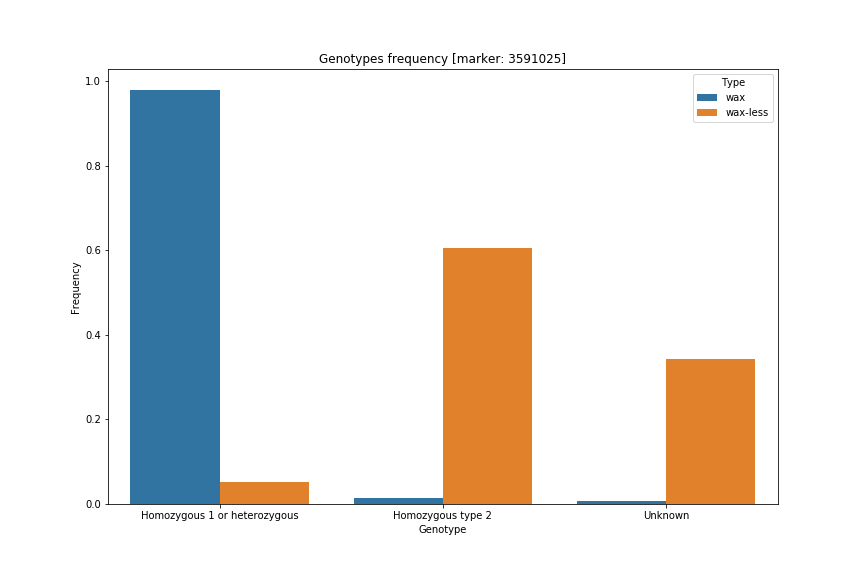 Genotypes frequency [marker: 3591025]
Type
wax
wax-less
1.0
0.8
0.6
0.4
0.2
0.0
Frequency
Homozygous 1 or heterozygous
Homozygous type 2
Unknown
Genotype